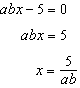 abx − 5 = 0
abx = 5
x = 5/ab